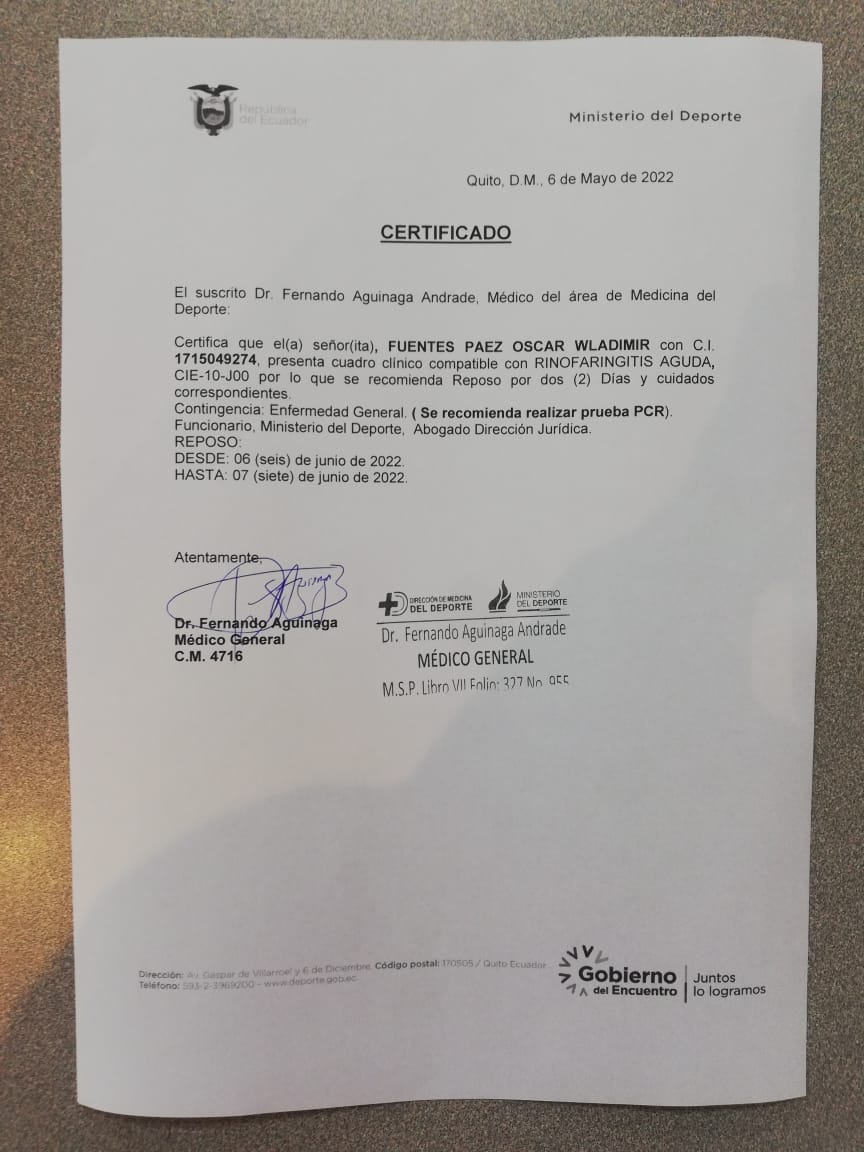 República
del Ecuador
Ministerio del Deporte
Quito, D.M., 6 de Mayo de 2022
CERTIFICADO
El suscrito Dr. Fernando Aguinaga Andrade, Médico del área de Medicina del
Deporte:
Certifica que el(a) señor(ita), FUENTES PAEZ OSCAR WLADIMIR con C.I.
1715049274, presenta cuadro clínico compatible con RINOFARINGITIS AGUDA,
CIE-10-J00 por lo que se recomienda Reposo por dos (2) Días y cuidados
correspondientes.
Contingencia: Enfermedad General. ( Se recomienda realizar prueba PCR).
Funcionario, Ministerio del Deporte, Abogado Dirección Jurídica.
REPOSO:
DESDE: 06 (seis) de junio de 2022.
HASTA: 07 (siete) de junio de 2022.
Atentamente,
Dr. Fernando Aguinaga
Médico General
C.M. 4716
DIRECCIÓN DE MEDICINA
DEL DEPORTE
MINISTERIO
DEL DEPORTE
Dr. Fernando Aguinaga Andrade
MÉDICO GENERAL
M.S.P. Libro VII Folio: 327 No. 955
Dirección: Av. Gaspar de Villarroel y 6 de Diciembre. Código postal: 170505 / Quito Ecuador
Teléfono: 593-2-3969200 - www.deporte.gob.ec
Gobierno
del Encuentro
Juntos
lo logramos